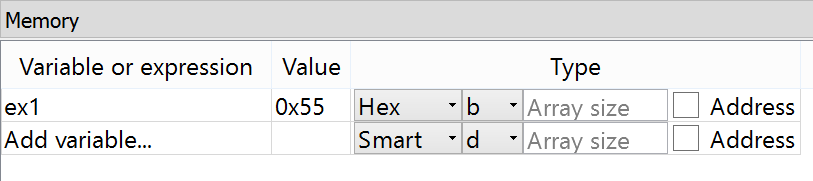 Memory
Variable or expression Value Type
ex1 0x55 Hex b Array size Address
Add variable... Smart d Array size Address